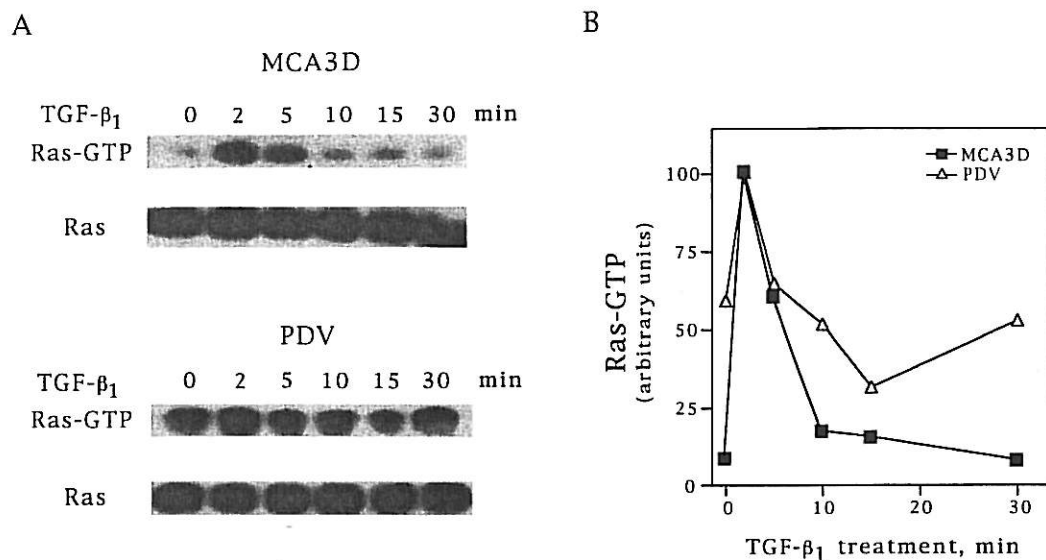 A
MCA3D
TGF-β1 0 2 5 10 15 30 min
Ras-GTP
Ras
PDV
TGF-β1 0 2 5 10 15 30 min
Ras-GTP
Ras
B
MCA3D
PDV
100
75
50
25
0
Ras-GTP
(arbitrary units)
0 10 20 30
TGF-β1 treatment, min